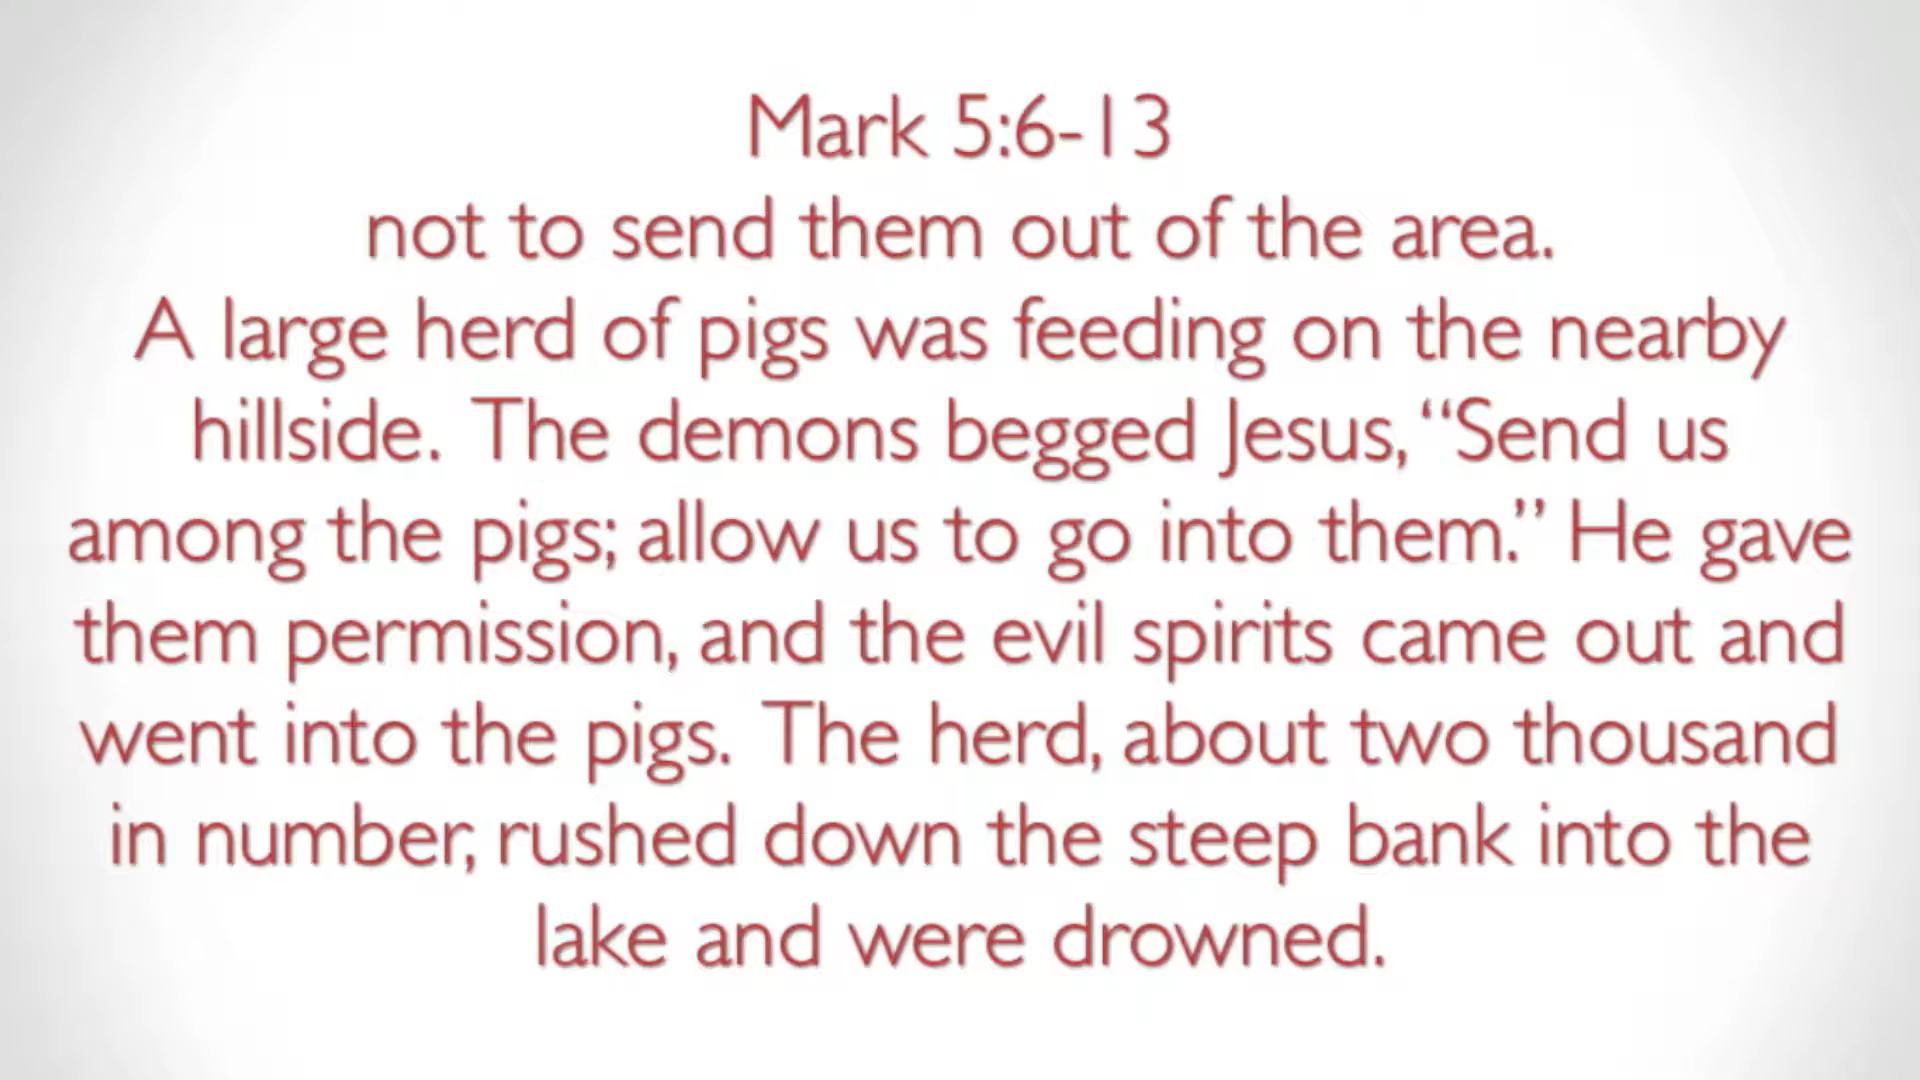 Mark 5:6-13
not to send them out of the area.
A large herd of pigs was feeding on the nearby
hillside. The demons begged Jesus, “Send us
among the pigs; allow us to go into them.” He gave
them permission, and the evil spirits came out and
went into the pigs. The herd, about two thousand
in number, rushed down the steep bank into the
lake and were drowned.